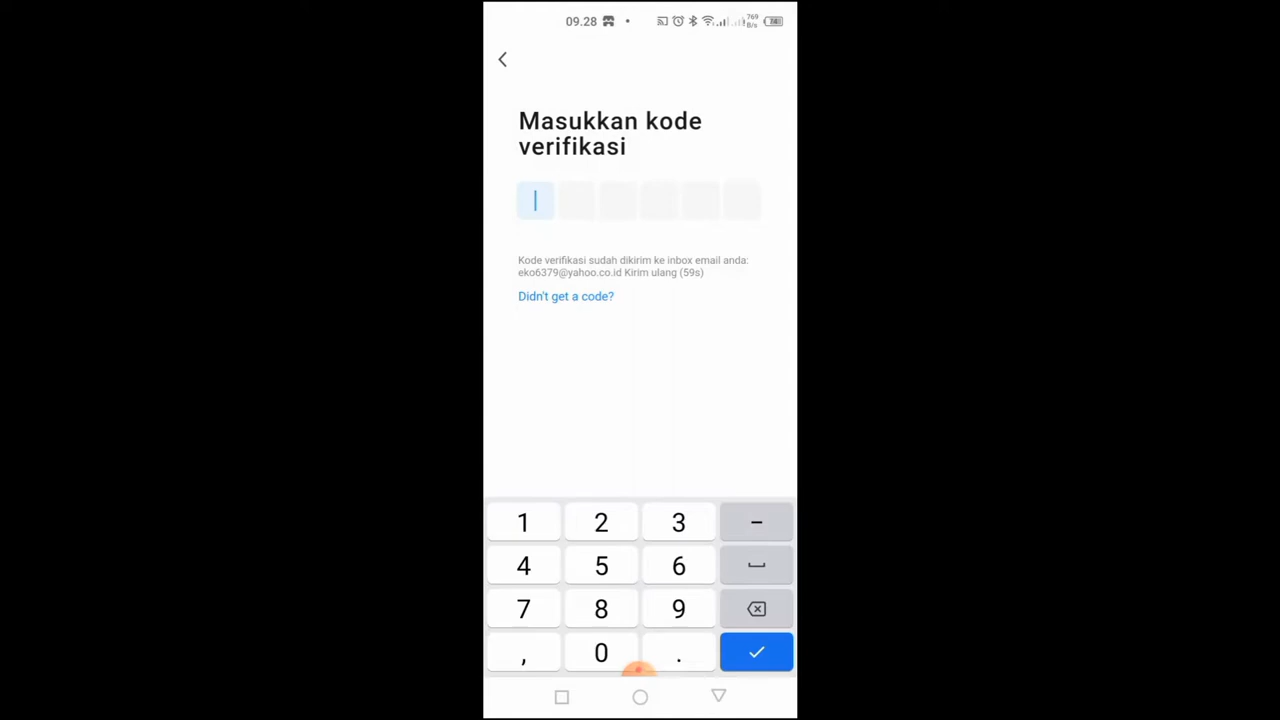 09.28 769 B/s
Masukkan kode
verifikasi
Kode verifikasi sudah dikirim ke inbox email anda:
eko6379@yahoo.co.id Kirim ulang (59s)
Didn't get a code?
1 2 3 −
4 5 6
7 8 9
, 0 .